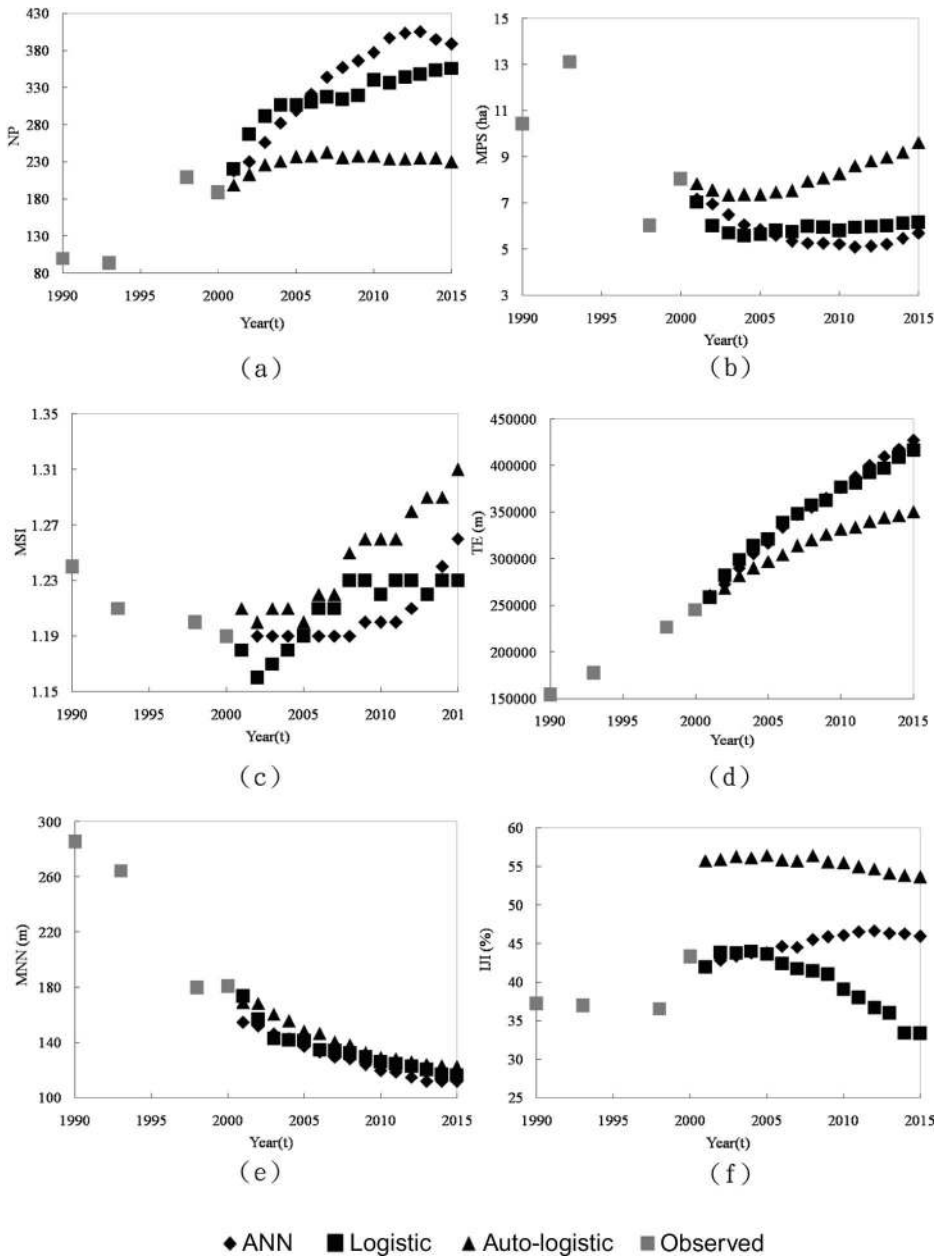 430
380
330
280
230
180
130
80
NP
1990 1995 2000 2005 2010 2015
Year(t)
(a)
15
13
11
9
7
5
3
MPS (ha)
1990 1995 2000 2005 2010 2015
Year(t)
(b)
1.35
1.31
1.27
1.23
1.19
1.15
MSI
1990 1995 2000 2005 2010 201
Year(t)
(c)
450000
400000
350000
300000
250000
200000
150000
TE (m)
1990 1995 2000 2005 2010 2015
Year(t)
(d)
300
260
220
180
140
100
MNN (m)
1990 1995 2000 2005 2010 2015
Year(t)
(e)
60
55
50
45
40
35
30
25
IJI (%)
1990 1995 2000 2005 2010 2015
Year(t)
(f)
ANN Logistic Auto-logistic Observed